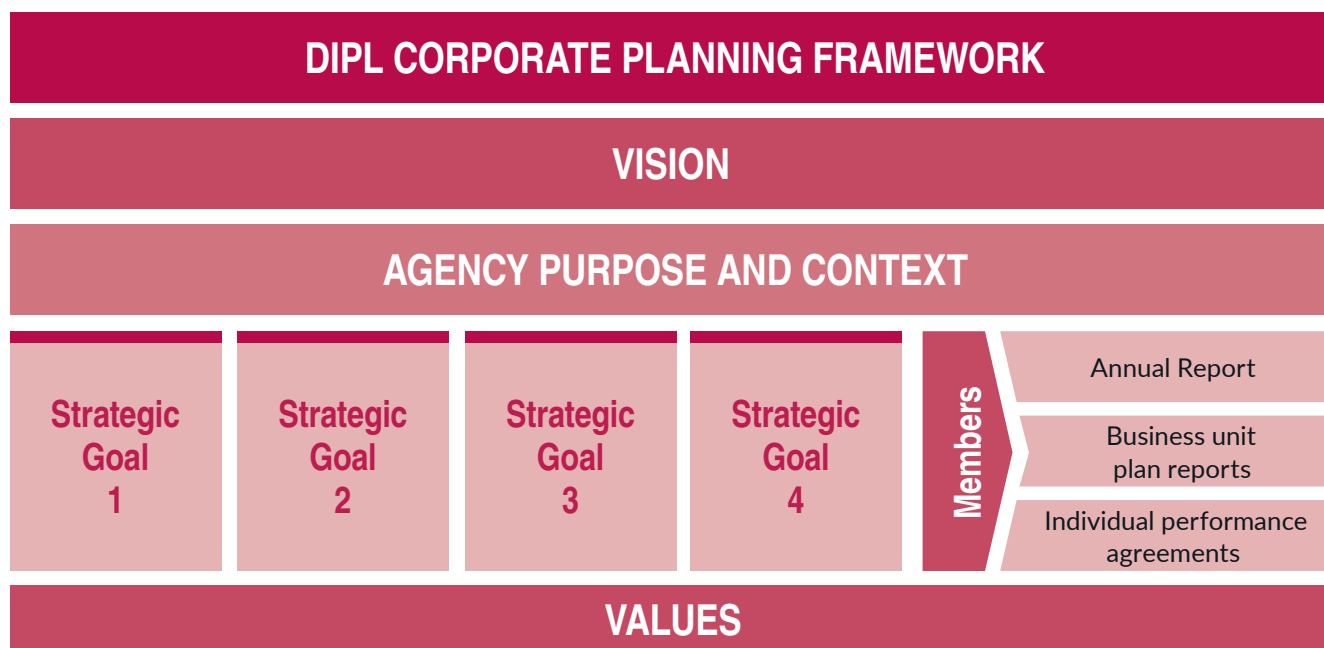 DIPL CORPORATE PLANNING FRAMEWORK
VISION
AGENCY PURPOSE AND CONTEXT
Strategic
Goal
1
Strategic
Goal
2
Strategic
Goal
3
Strategic
Goal
4
Members
Annual Report
Business unit
plan reports
Individual performance
agreements
VALUES